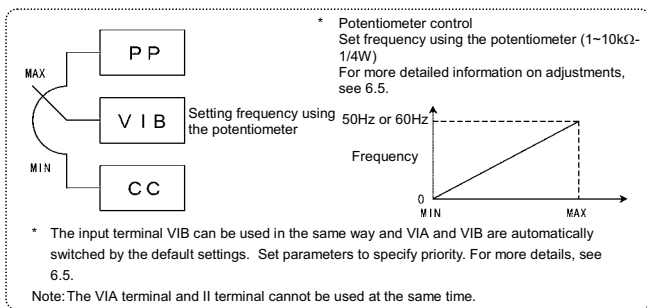 * Potentiometer control
Set frequency using the potentiometer (1~10kΩ-
1/4W)
For more detailed information on adjustments,
see 6.5.
PP
MAX
VIB
Setting frequency using
the potentiometer
MIN
CC
50Hz or 60Hz
Frequency
0
MIN
MAX
* The input terminal VIB can be used in the same way and VIA and VIB are automatically
switched by the default settings. Set parameters to specify priority. For more details, see
6.5.
Note: The VIA terminal and II terminal cannot be used at the same time.